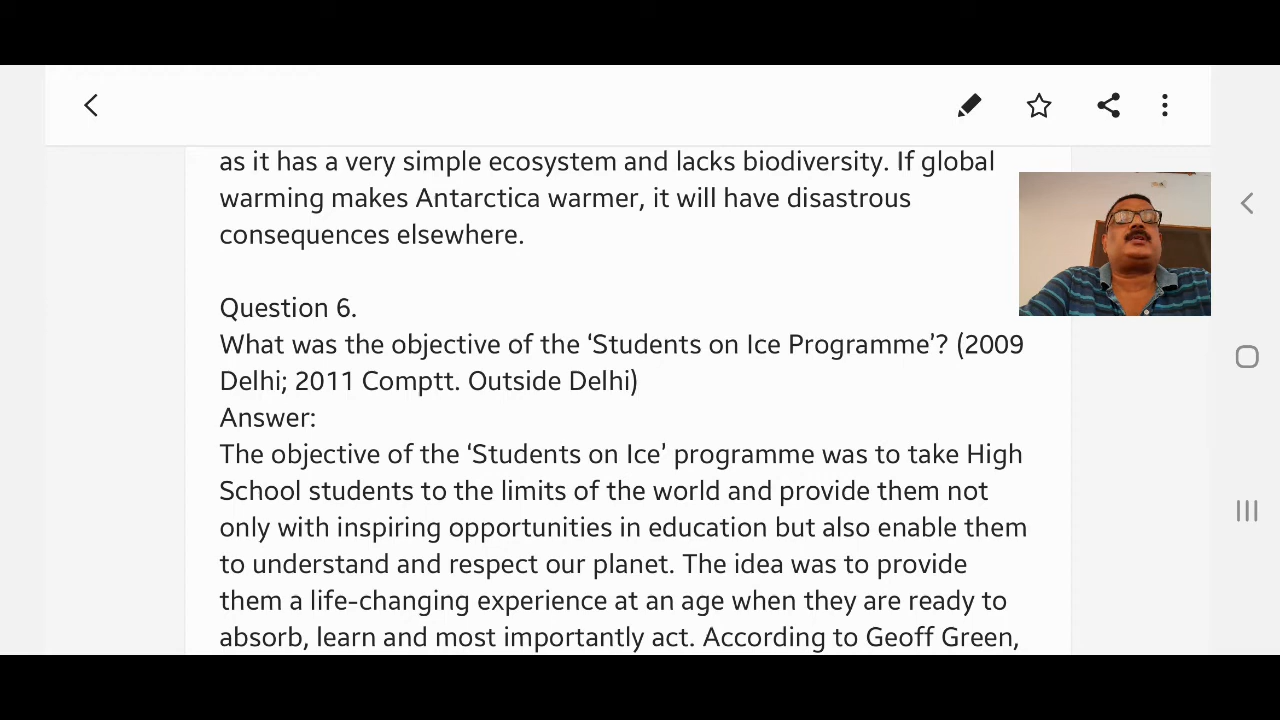 as it has a very simple ecosystem and lacks biodiversity. If global
warming makes Antarctica warmer, it will have disastrous
consequences elsewhere.
Question 6.
What was the objective of the ‘Students on Ice Programme’? (2009
Delhi; 2011 Comptt. Outside Delhi)
Answer:
The objective of the ‘Students on Ice’ programme was to take High
School students to the limits of the world and provide them not
only with inspiring opportunities in education but also enable them
to understand and respect our planet. The idea was to provide
them a life-changing experience at an age when they are ready to
absorb, learn and most importantly act. According to Geoff Green,